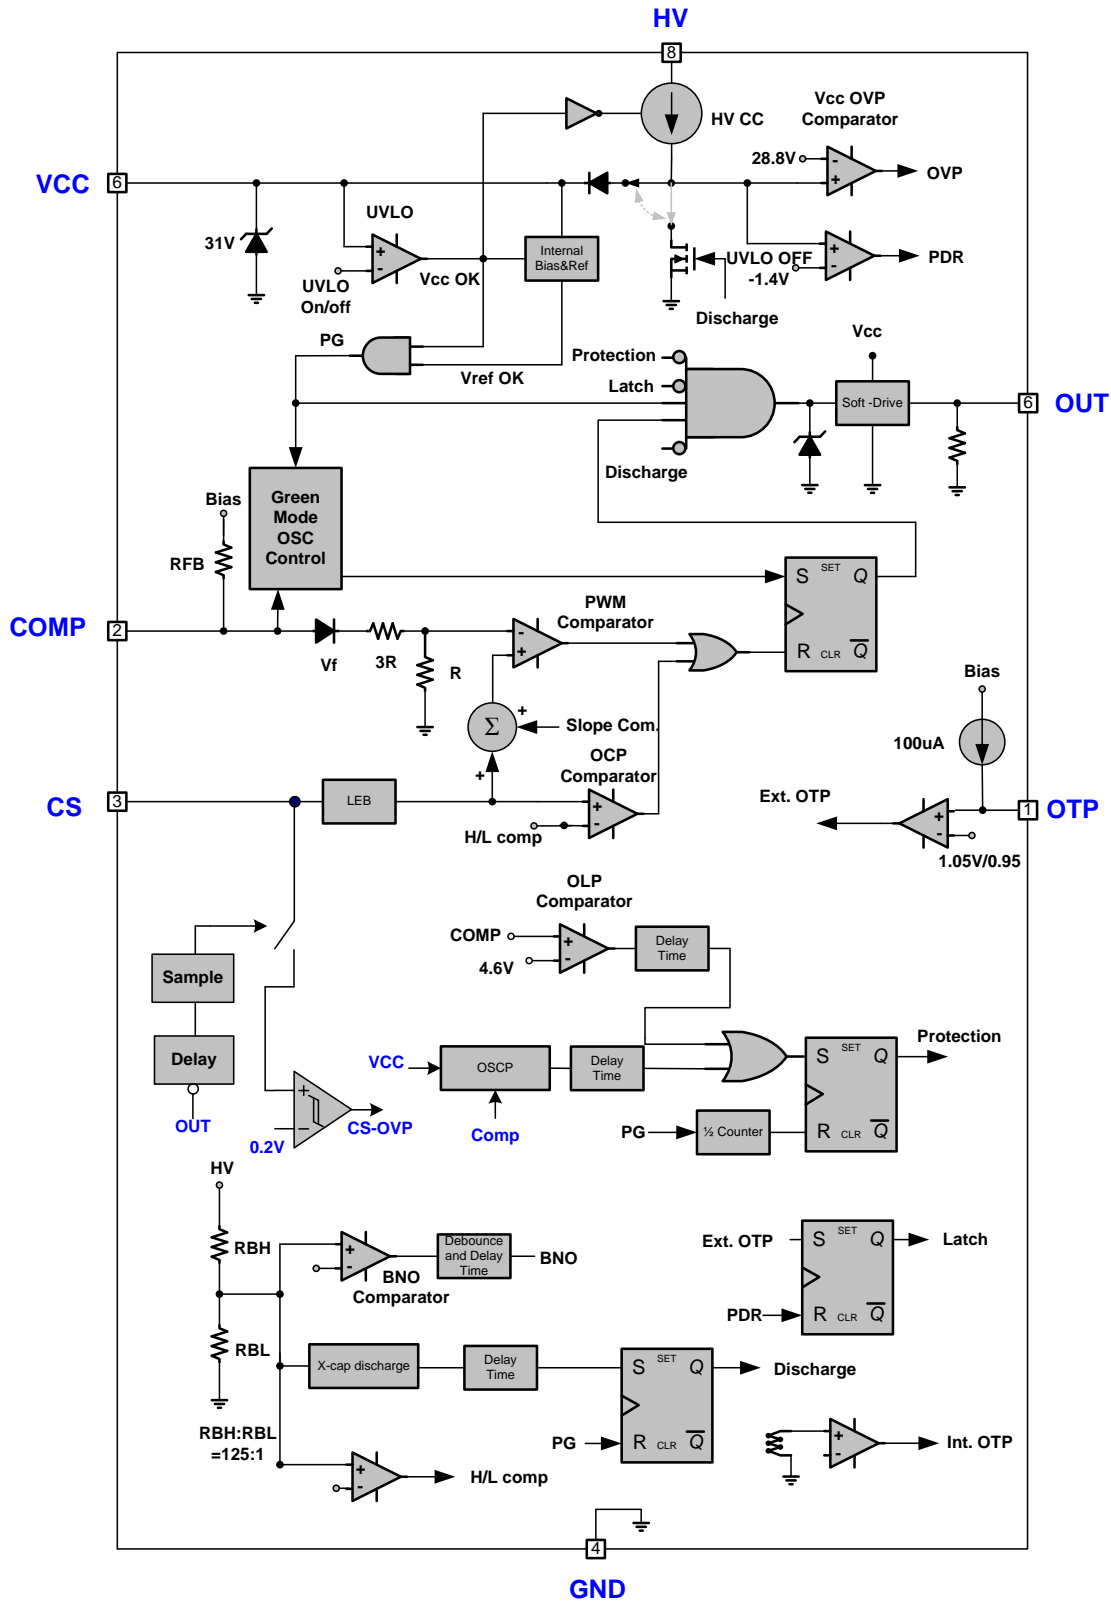 HV
8
HV CC
Vcc OVP
Comparator
28.8V
-
+
OVP
VCC
6
31V
UVLO
+
-
UVLO
On/off
Vcc OK
Internal
Bias&Ref
UVLO OFF
-1.4V
+
-
PDR
Discharge
PG
Vref OK
Protection
Latch
Discharge
Vcc
Soft -Drive
6
OUT
Bias
RFB
Green
Mode
OSC
Control
COMP
2
Vf
3R
R
PWM
Comparator
-
+
S SET Q
R CLR Q
Σ
+
+
Slope Com.
OCP
Comparator
CS
3
LEB
+
-
H/L comp
Bias
100uA
Ext. OTP
+
-
1
OTP
1.05V/0.95
OLP
Comparator
COMP
4.6V
+
-
Delay
Time
Sample
Delay
OUT
+
-
0.2V
CS-OVP
VCC
OSCP
Comp
Delay
Time
S SET Q
R CLR Q
Protection
PG
½ Counter
HV
RBH
RBL
RBH:RBL
=125:1
+
-
BNO
Comparator
Debounce
and Delay
Time
BNO
Ext. OTP
PDR
S SET Q
R CLR Q
Latch
X-cap discharge
Delay
Time
S SET Q
R CLR Q
Discharge
PG
+
-
H/L comp
+
-
Int. OTP
4
GND